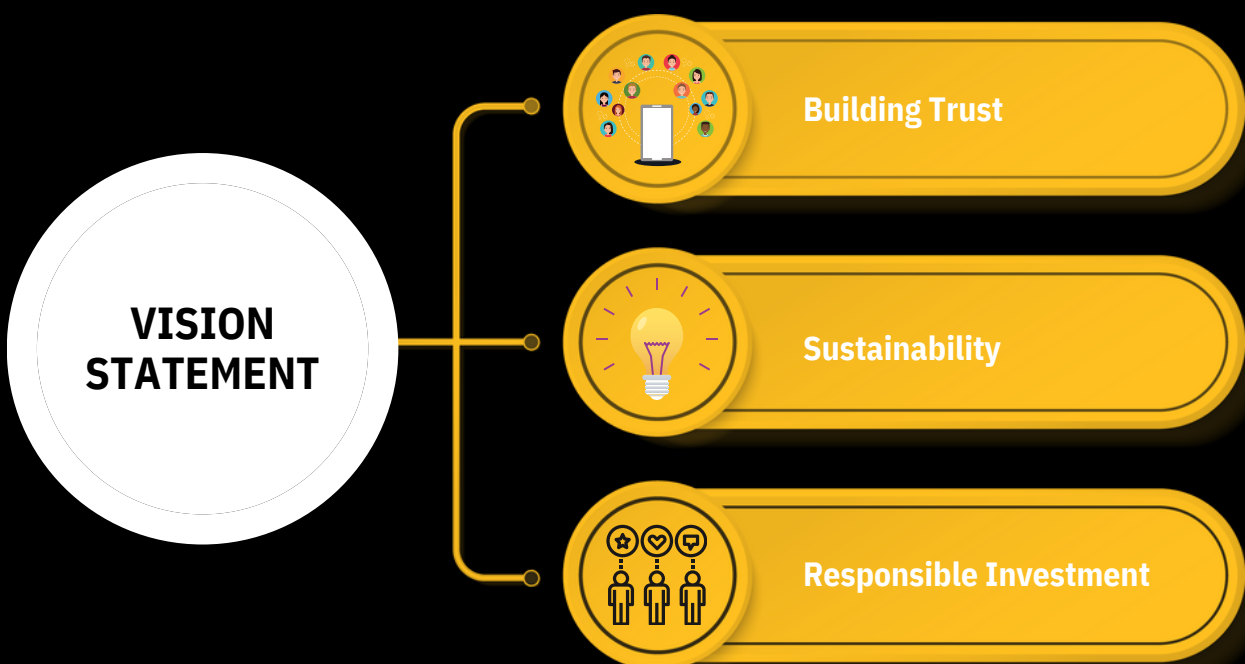 VISION
STATEMENT
Building Trust
Sustainability
Responsible Investment